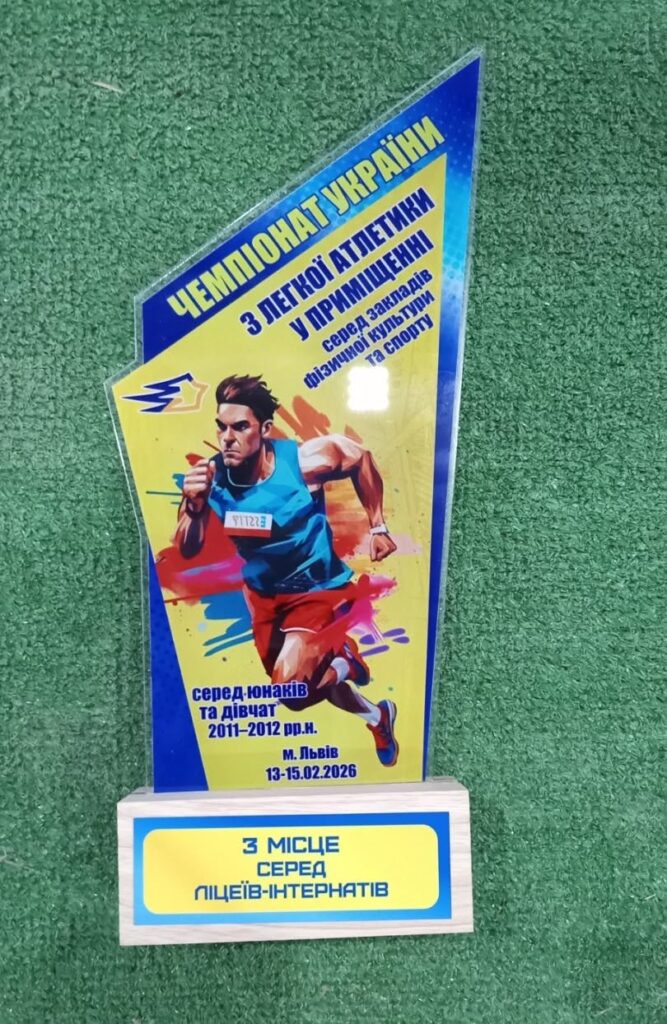 ЧЕМПІОНАТ УКРАЇНИ
З ЛЕГКОЇ АТЛЕТИКИ
У ПРИМІЩЕННІ
серед закладів
фізичної культури
та спорту
серед юнаків
та дівчат
2011–2012 рр.н.
м. Львів
13-15.02.2026
3 МІСЦЕ
СЕРЕД
ЛІЦЕЇВ-ІНТЕРНАТІВ